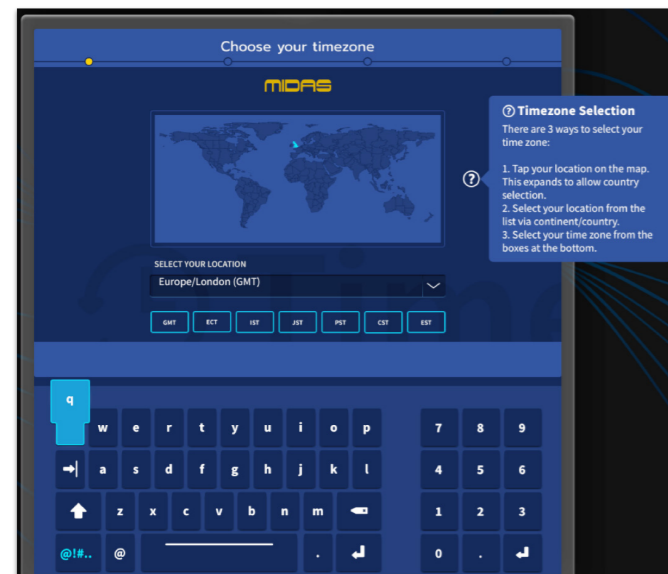 Choose your timezone
MIDAS
? Timezone Selection
There are 3 ways to select your
time zone:
1. Tap your location on the map.
This expands to allow country
selection.
2. Select your location from the
list via continent/country.
3. Select your time zone from the
boxes at the bottom.
?
SELECT YOUR LOCATION
Europe/London (GMT)
GMT ECT IST JST PST CST EST
q
w e r t y u i o p 7 8 9
a s d f g h j k l 4 5 6
z x c v b n m 1 2 3
@!#.. @ . 0 .